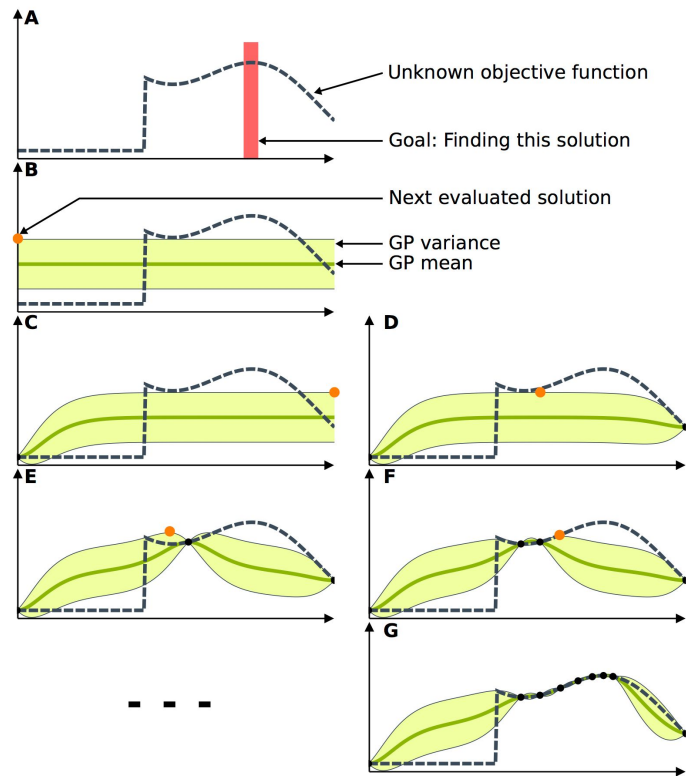 A
Unknown objective function
Goal: Finding this solution
B
Next evaluated solution
GP variance
GP mean
C
D
E
F
G